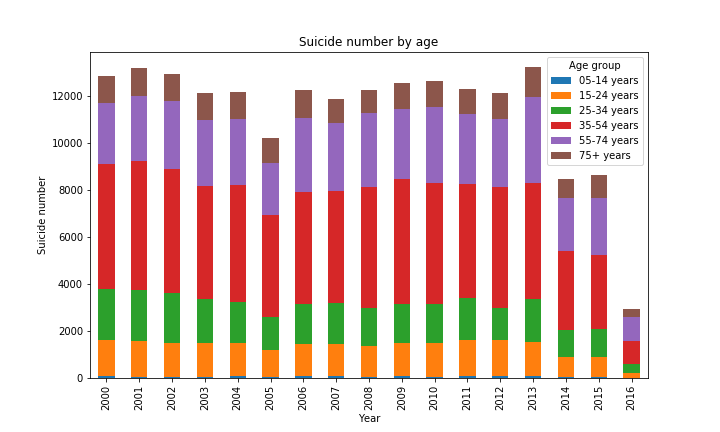 Suicide number by age
Age group
05-14 years
15-24 years
25-34 years
35-54 years
55-74 years
75+ years
Suicide number
12000
10000
8000
6000
4000
2000
0
2000 2001 2002 2003 2004 2005 2006 2007 2008 2009 2010 2011 2012 2013 2014 2015 2016
Year